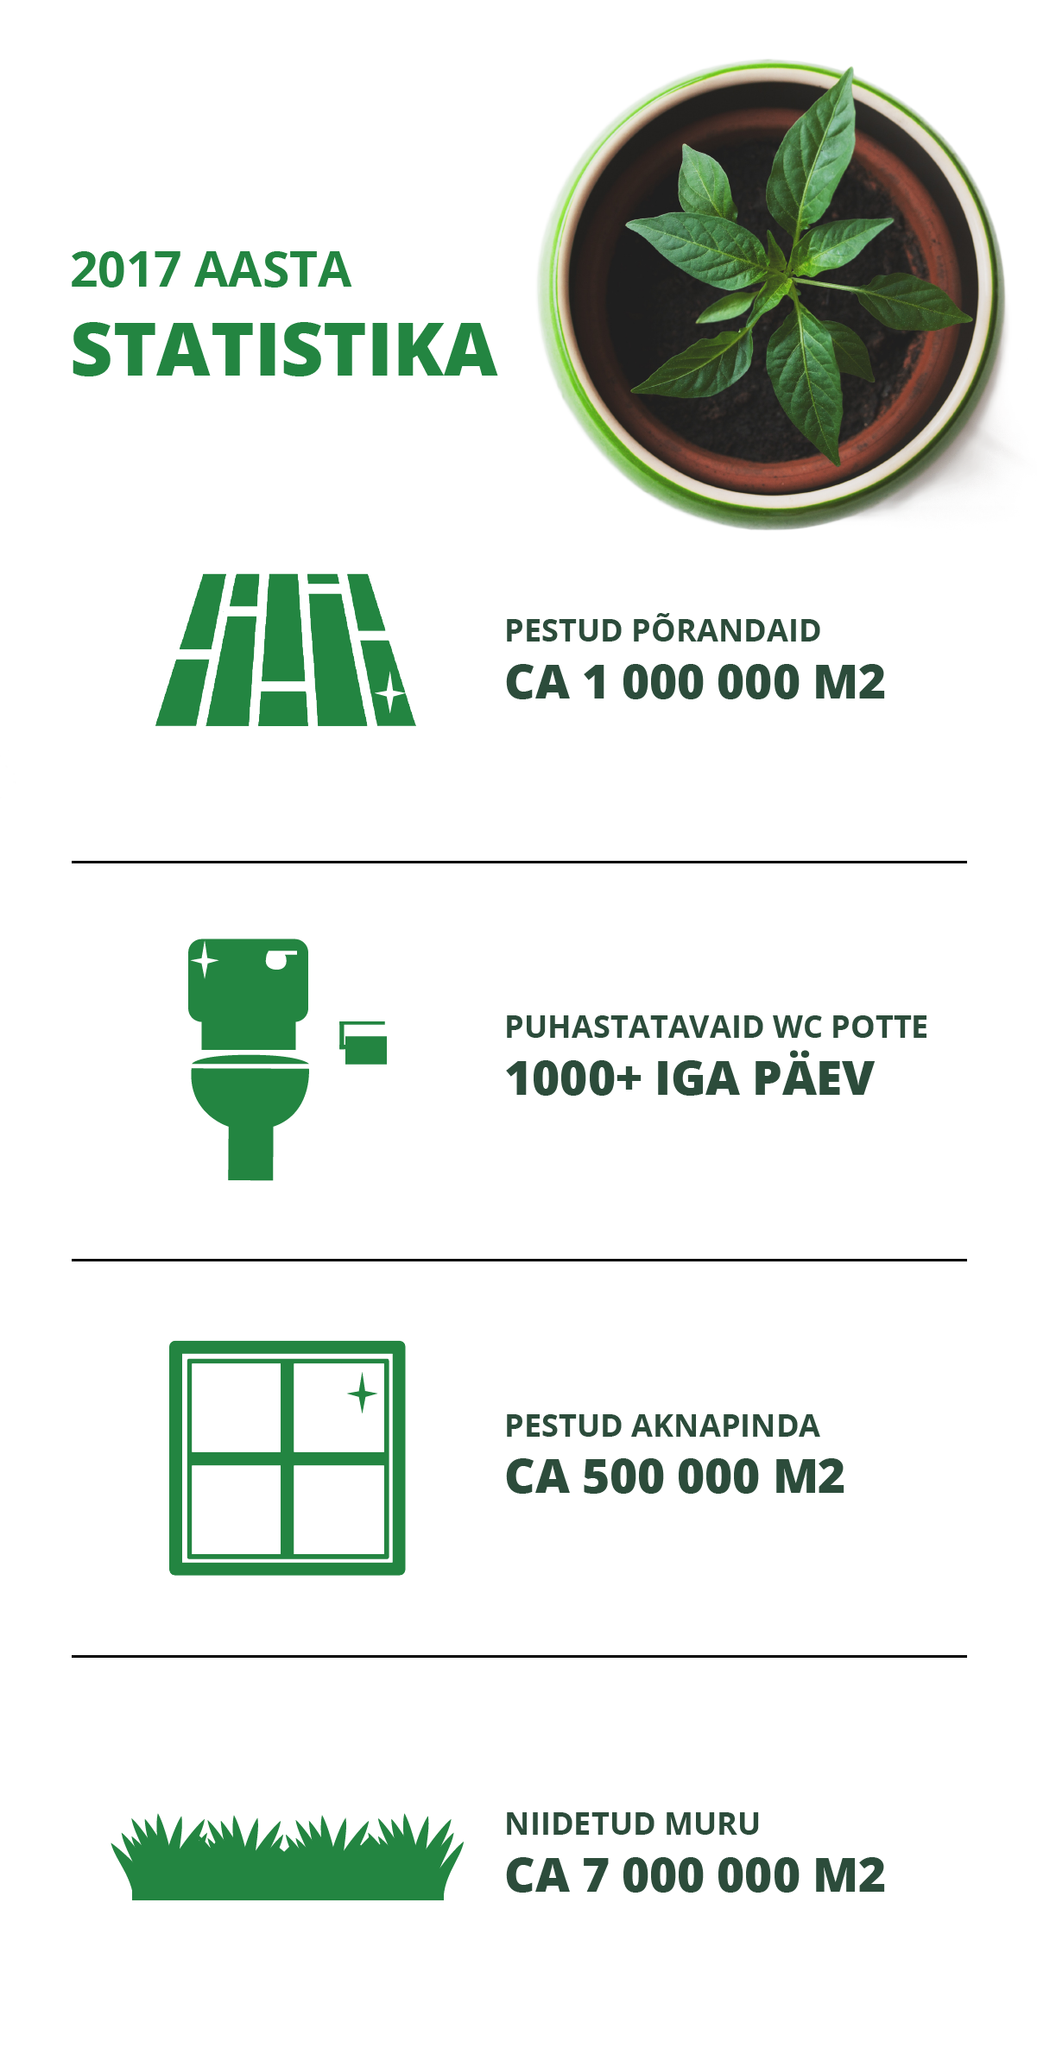 2017 AASTA
STATISTIKA
PESTUD PÕRANDAID
CA 1 000 000 M2
PUHASTATAVAID WC POTTE
1000+ IGA PÄEV
PESTUD AKNAPINDA
CA 500 000 M2
NIIDETUD MURU
CA 7 000 000 M2